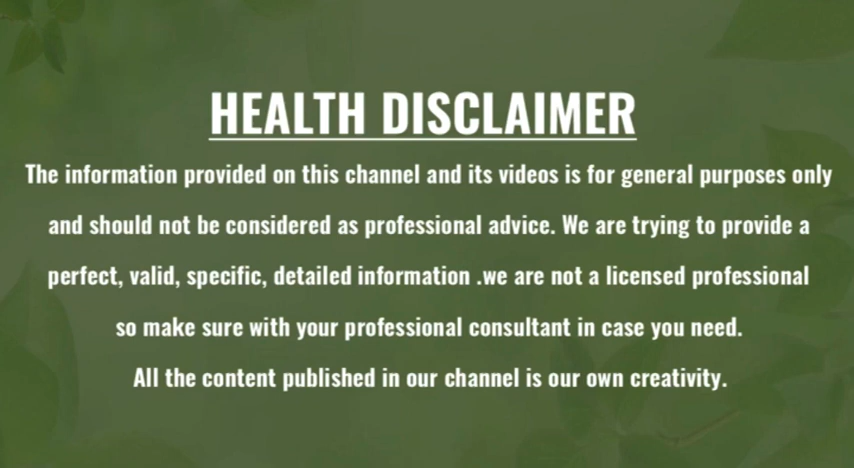 HEALTH DISCLAIMER
The information provided on this channel and its videos is for general purposes only
and should not be considered as professional advice. We are trying to provide a
perfect, valid, specific, detailed information .we are not a licensed professional
so make sure with your professional consultant in case you need.
All the content published in our channel is our own creativity.